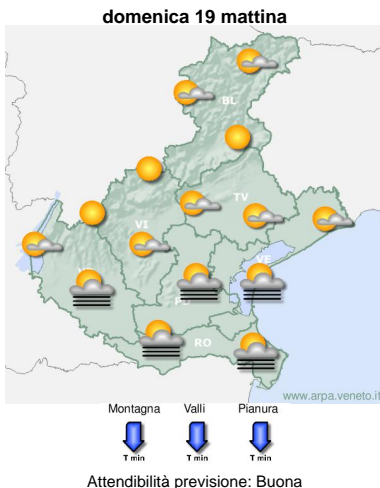 domenica 19 mattina
BL
TV
VI
VE
RO
www.arpa.veneto.it
Montagna Valli Pianura
T min T min T min
Attendibilità previsione: Buona